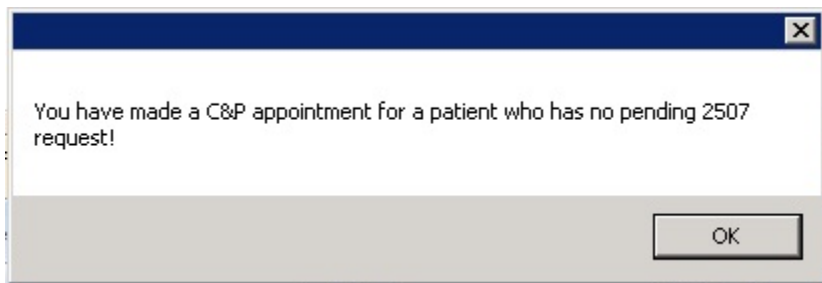 You have made a C&P appointment for a patient who has no pending 2507
request!
OK